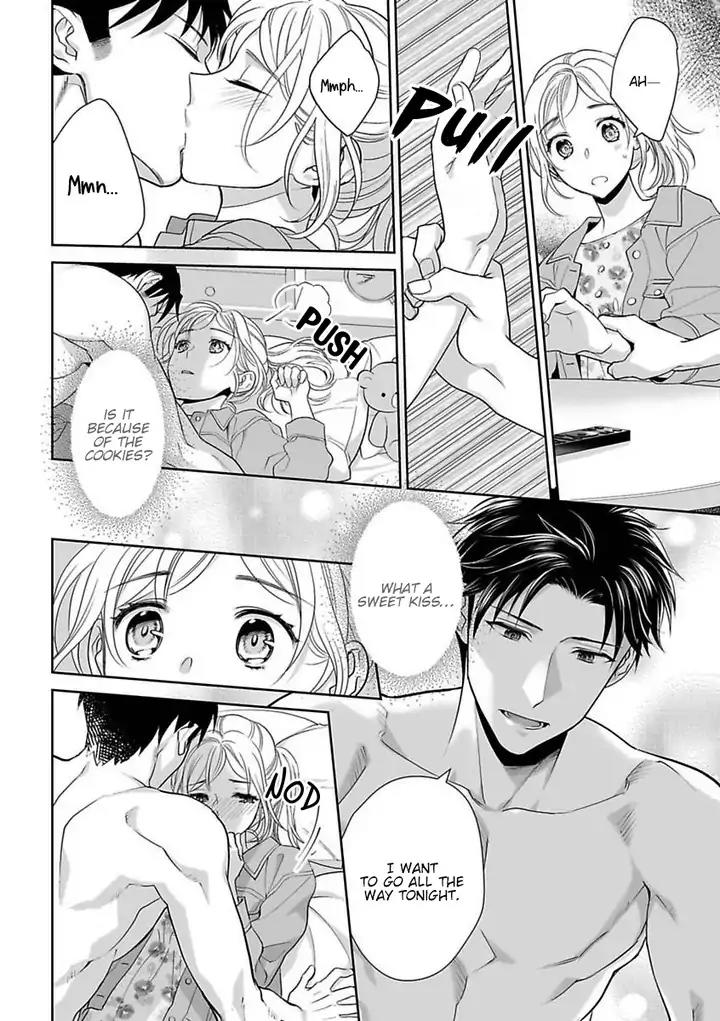 AH—
PULL
Mmph...
Mmn...
PUSH
IS IT
BECAUSE
OF THE
COOKIES?
WHAT A
SWEET KISS...
I WANT
TO GO ALL THE
WAY TONIGHT.
NOD